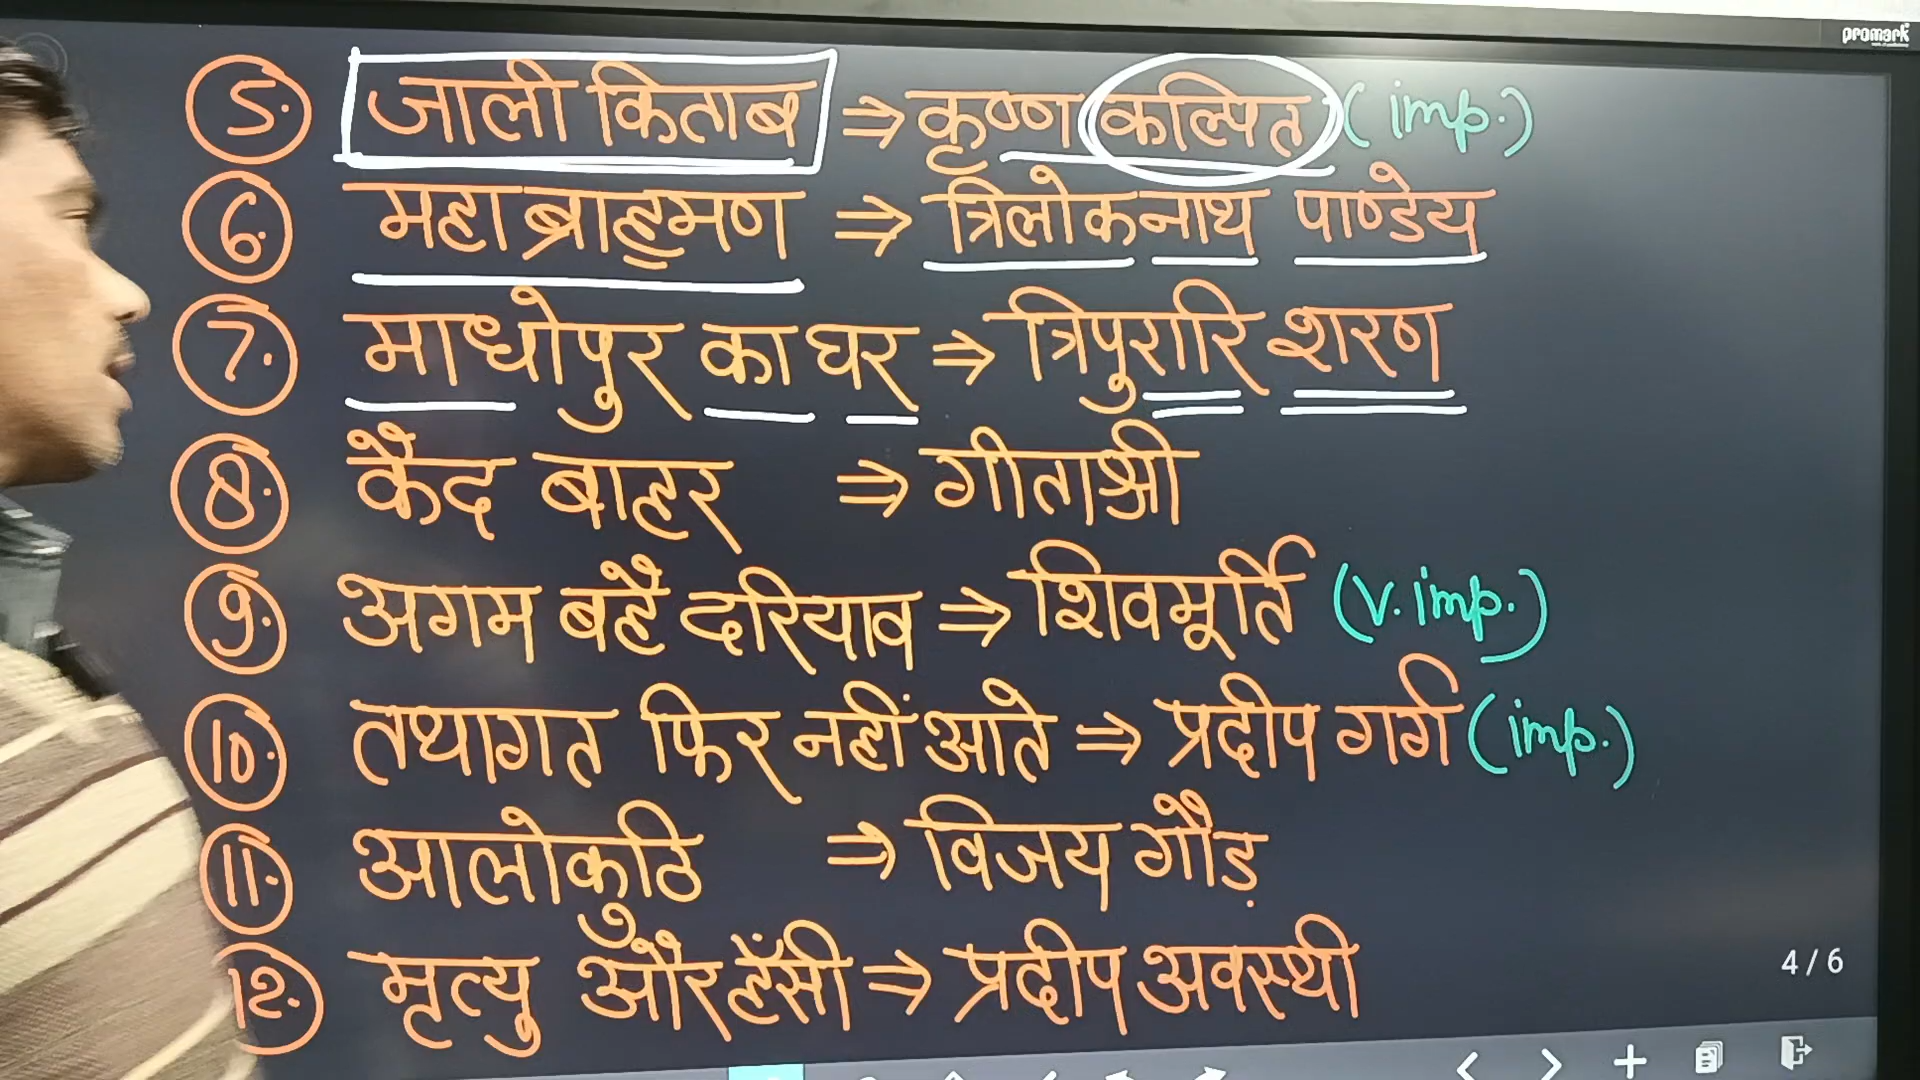 promark
5. जाली किताब ⇒ कृष्ण कल्पित (imp.)
6. महाब्राह्मण ⇒ त्रिलोकनाथ पाण्डेय
7. माधोपुर का घर ⇒ त्रिपुरारि शरण
8. कैद बाहर ⇒ गीताश्री
9. अगम बहै दरियाव ⇒ शिवमूर्ति (v.imp.)
10. तथागत फिर नहीं आते ⇒ प्रदीप गर्ग (imp.)
11. आलोकुठि ⇒ विजय गौड़
12. मृत्यु और हँसी ⇒ प्रदीप अवस्थी
4/6